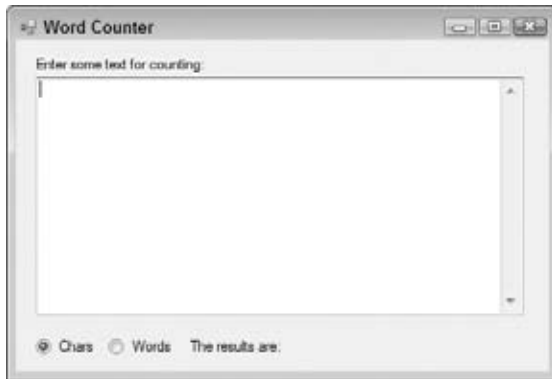 Word Counter
Enter some text for counting:
Chars Words The results are: